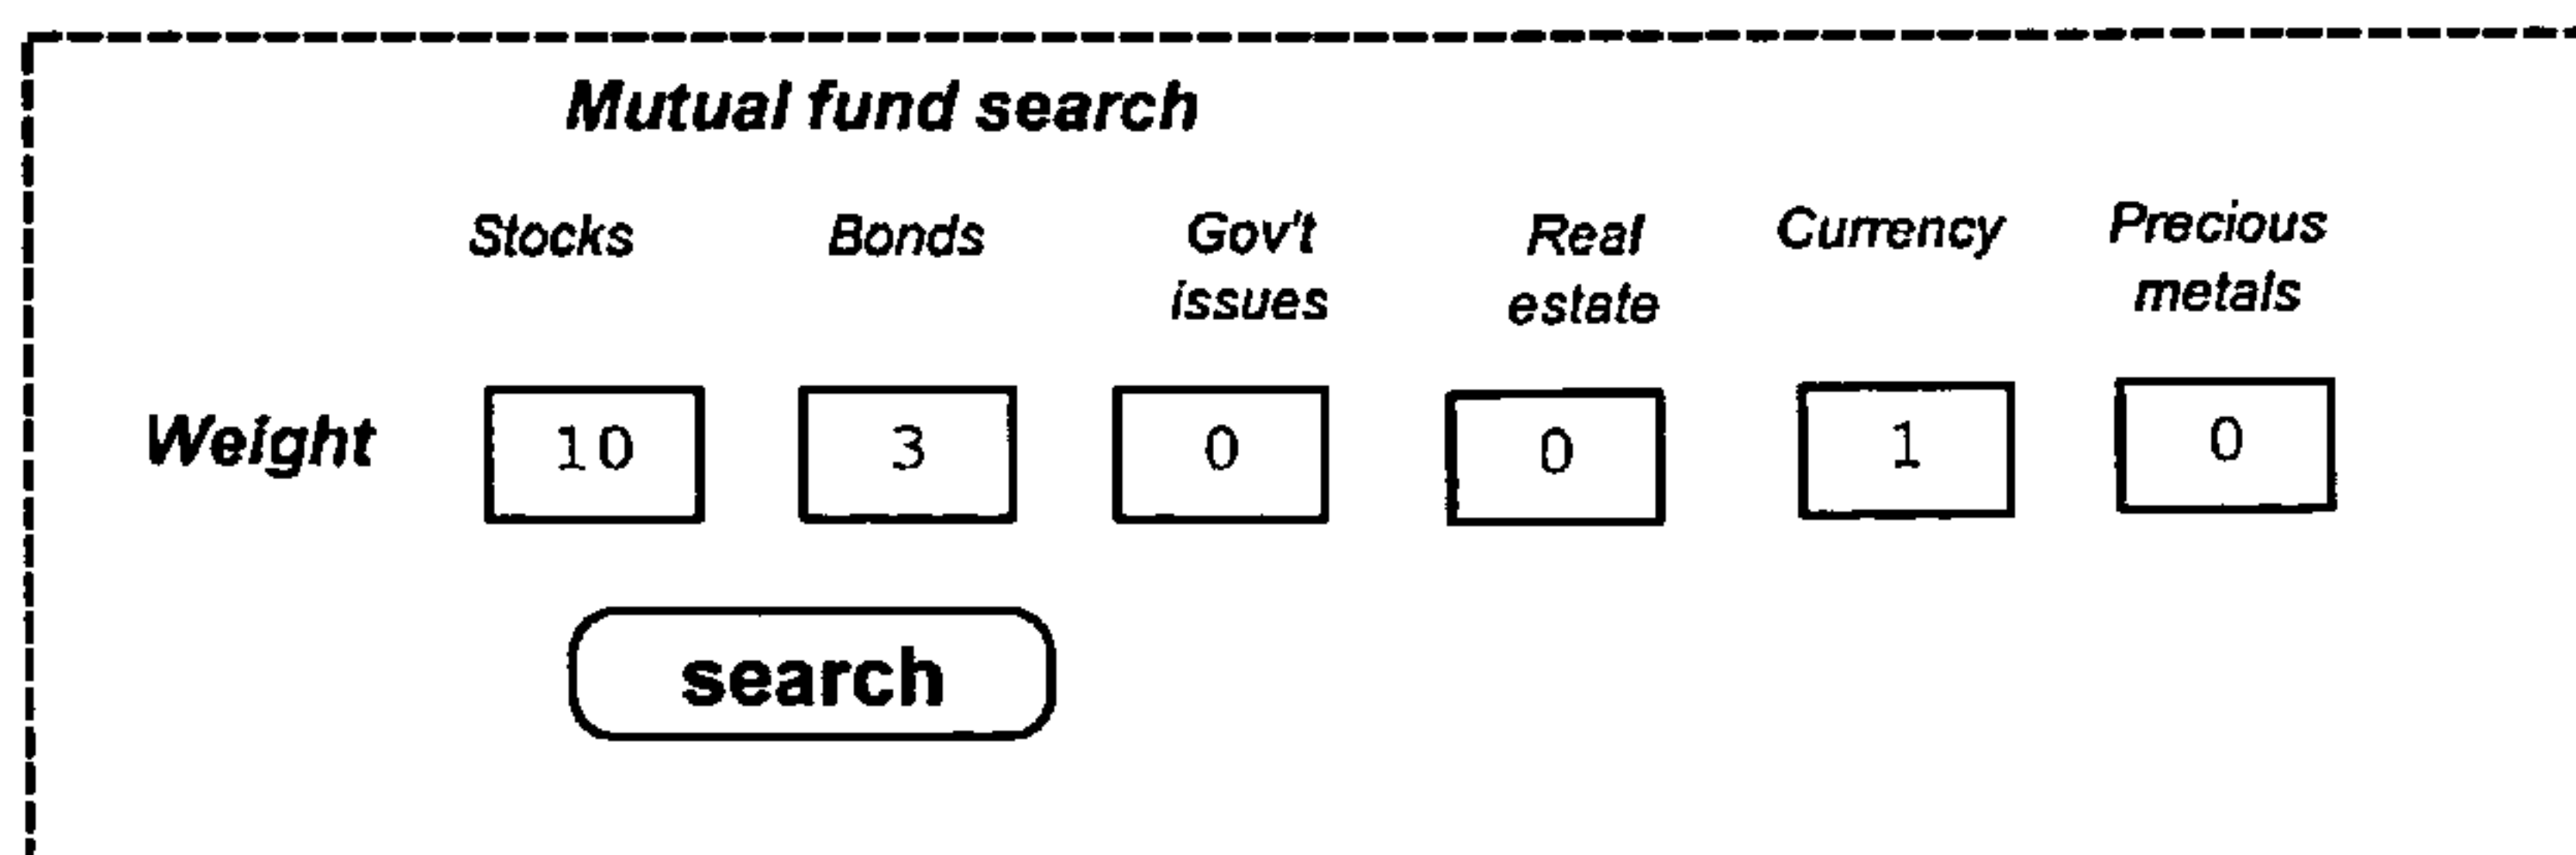 Mutual fund search
Stocks Bonds Gov't issues Real estate Currency Precious metals
Weight 10 3 0 0 1 0
search